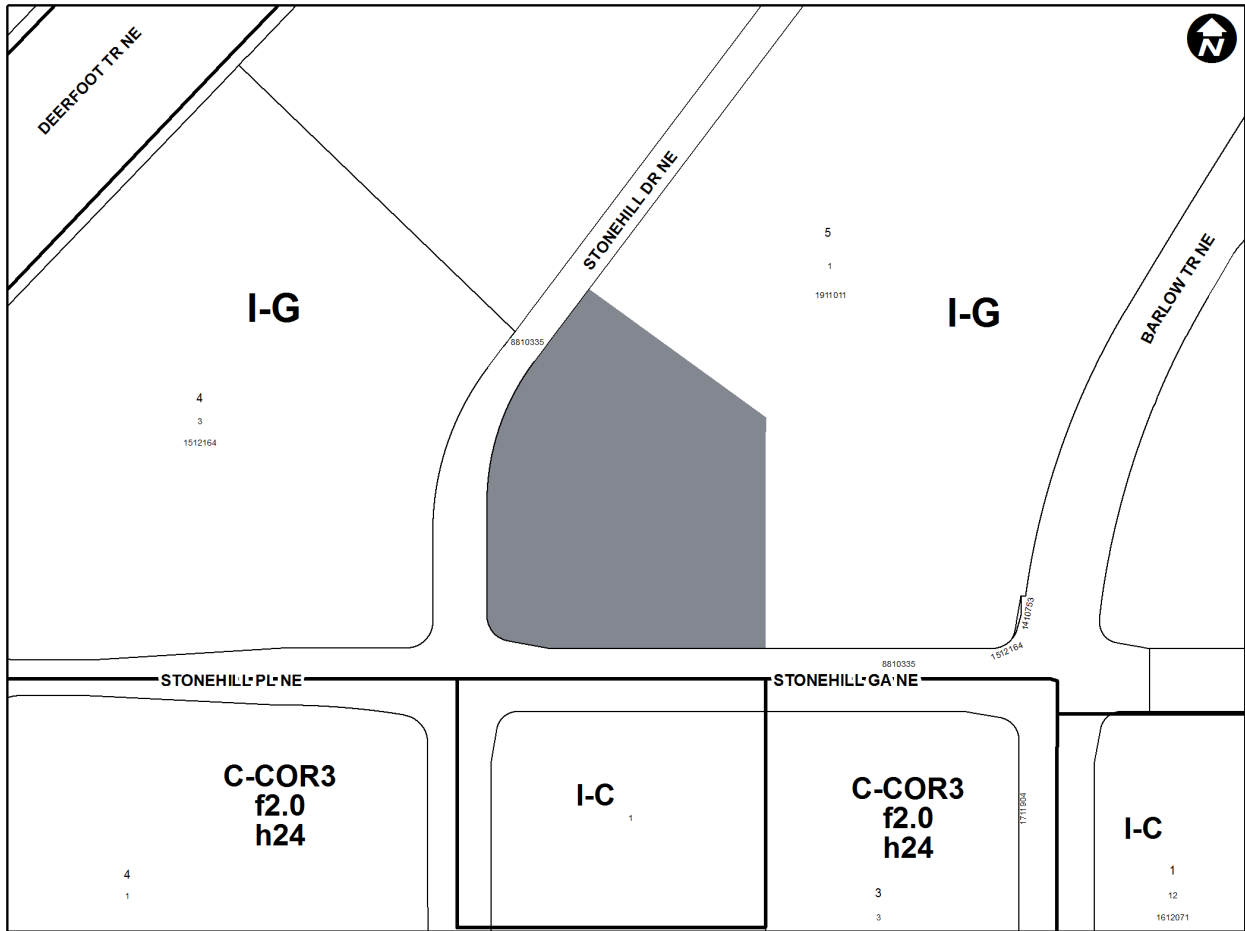 N
DEERFOOT TR NE
STONEHILL DR NE
5
1
1911011
BARLOW TR NE
I-G
I-G
8810335
4
3
1512164
1410753
1512164
8810335
STONEHILL PL NE
STONEHILL GA NE
C-COR3
f2.0
h24
I-C
1
C-COR3
f2.0
h24
1711904
I-C
4
1
3
3
1
12
1612071